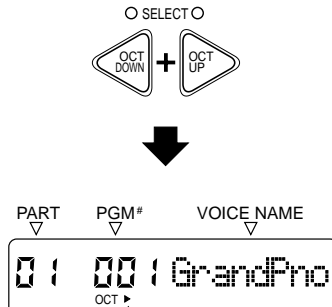 SELECT
OCT DOWN + OCT UP
PART PGM# VOICE NAME
01 001 GrandPno
OCT